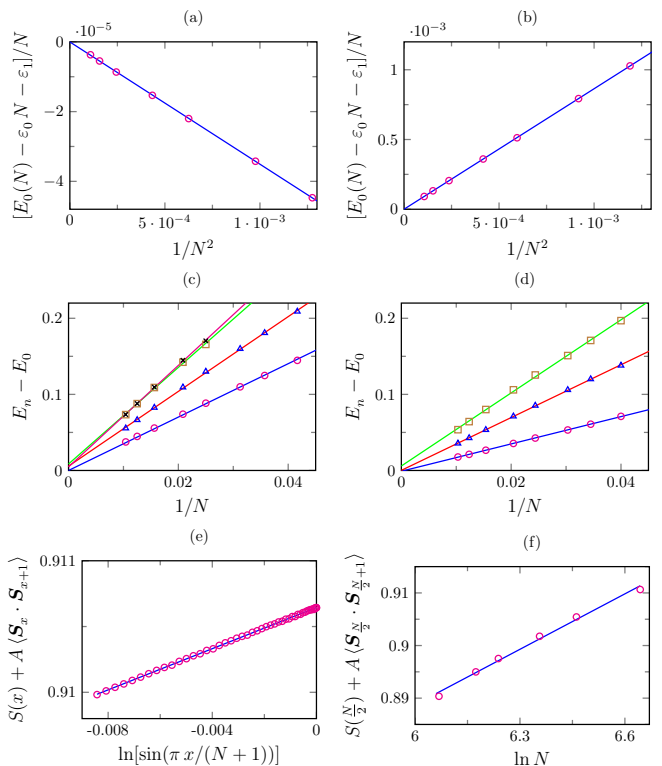 (a)
·10⁻⁵
[E₀(N) − ε₀ N − ε₁]/N
0
−2
−4
0
5·10⁻⁴
1·10⁻³
1/N²
(b)
·10⁻³
[E₀(N) − ε₀ N − ε₁]/N
1
0.5
0
0
5·10⁻⁴
1·10⁻³
1/N²
(c)
Eₙ − E₀
0.2
0.1
0
0
0.02
0.04
1/N
(d)
Eₙ − E₀
0.2
0.1
0
0
0.02
0.04
1/N
(e)
S(x) + A ⟨Sₓ · Sₓ₊₁⟩
0.911
0.91
-0.008
-0.004
0
ln[sin(π x/(N + 1))]
(f)
S(N/2) + A ⟨S_{N/2} · S_{N/2+1}⟩
0.91
0.9
0.89
6
6.3
6.6
ln N